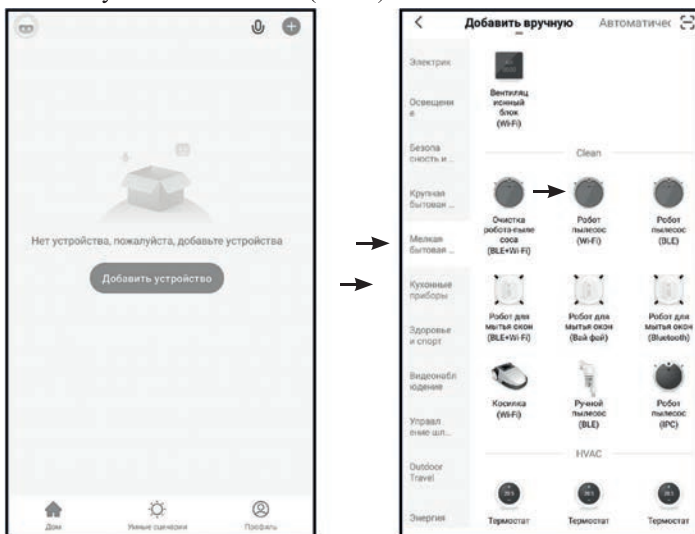 Нет устройства, пожалуйста, добавьте устройства
Добавить устройство
Дом
Умные сценарии
Профиль
Добавить вручную
Автоматичес
Электрик
Освещени
е
Безопа
сность и ...
Крупная
бытовая ...
Мелкая
бытовая ...
Кухонные
приборы
Здоровье
и спорт
Видеонабл
юдение
Управл
ение шл...
Outdoor
Travel
Энергия
Вентиляц
ионный
блок
(Wi-Fi)
Clean
Очистка
робота-пыле
соса
(BLE+Wi-Fi)
Робот
пылесос
(Wi-Fi)
Робот
пылесос
(BLE)
Робот для
мытья окон
(BLE+Wi-Fi)
Робот для
мытья окон
(Вай фай)
Робот для
мытья окон
(Bluetooth)
Косилка
(Wi-Fi)
Ручной
пылесос
(BLE)
Робот
пылесос
(IPC)
HVAC
Термостат
Термостат
Термостат